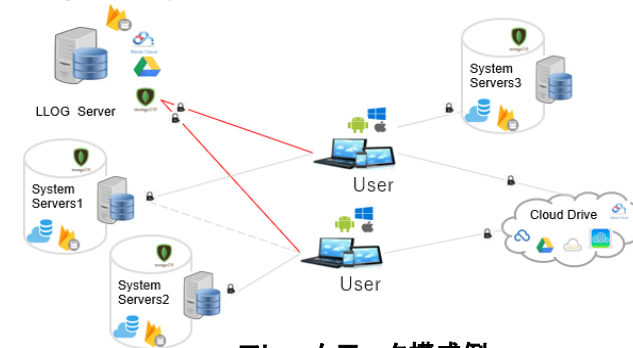 LLOG Server
System
Servers3
User
System
Servers1
Cloud Drive
User
System
Servers2